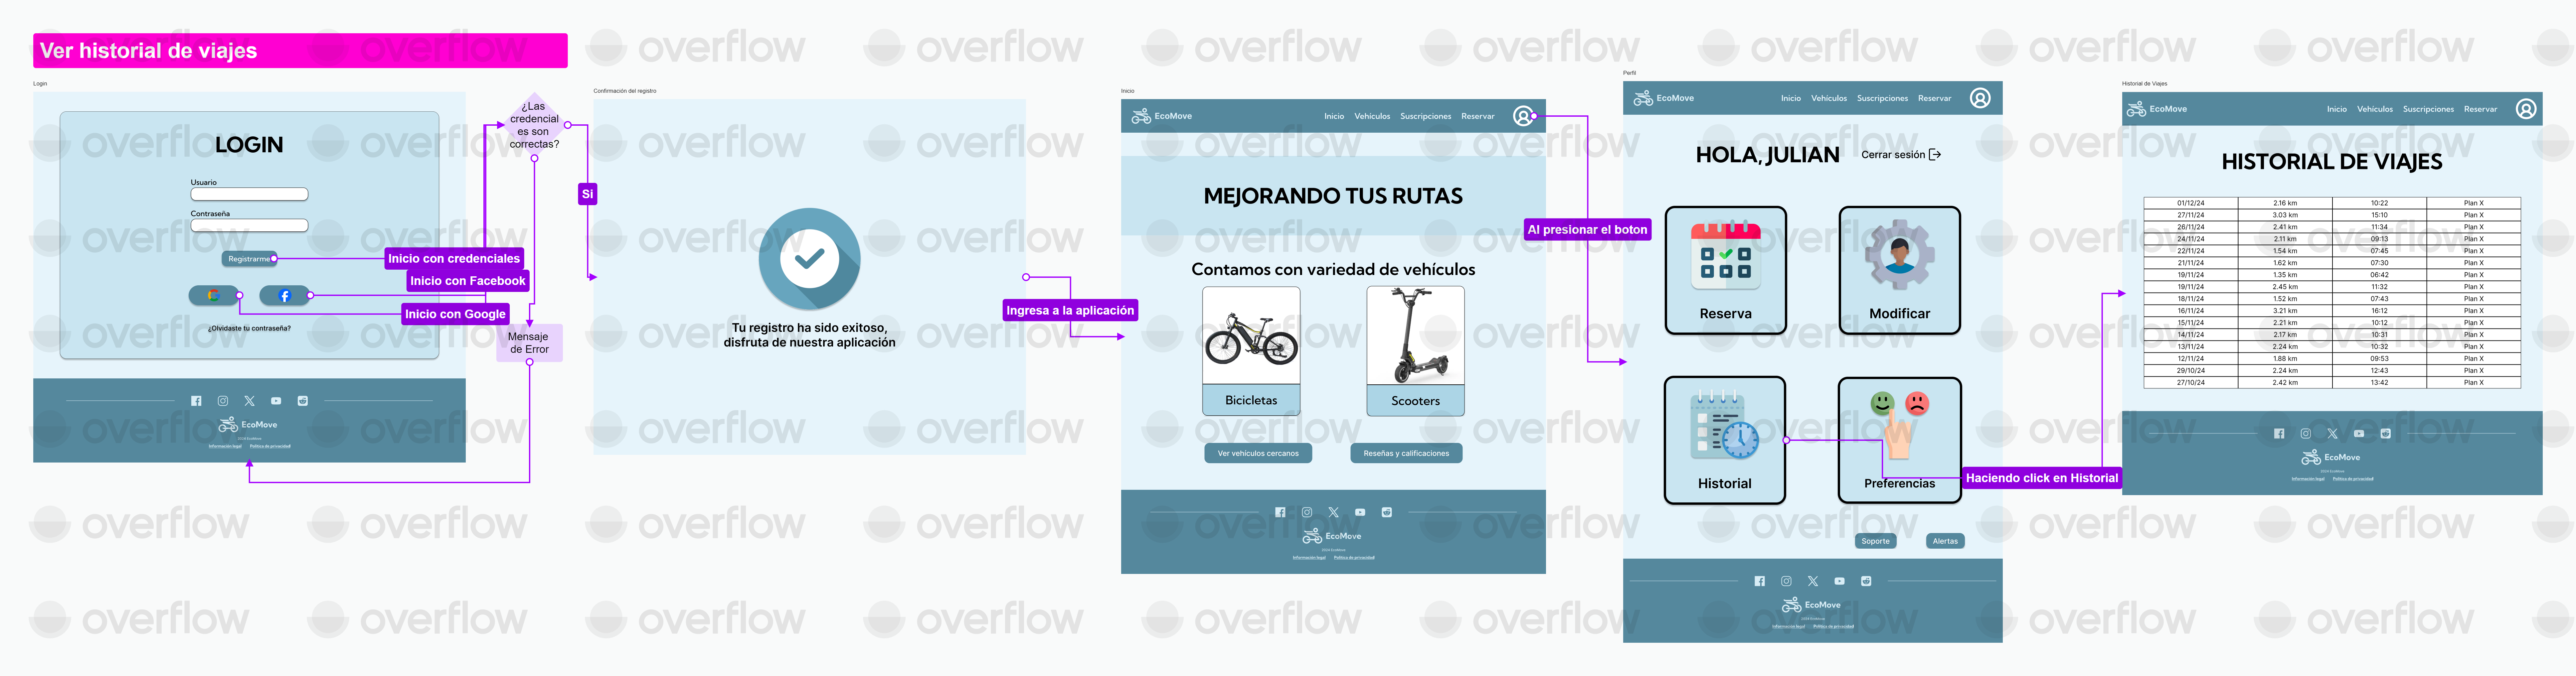 Ver historial de viajes
Login
LOGIN
Usuario
Contraseña
Registrarme
¿Olvidaste tu contraseña?
EcoMove
2024 EcoMove
Información legal Política de privacidad
Inicio con credenciales
Inicio con Facebook
Inicio con Google
¿Las
credencial
es son
correctas?
Si
Mensaje
de Error
Confirmación del registro
Tu registro ha sido exitoso,
disfruta de nuestra aplicación
Ingresa a la aplicación
Inicio
EcoMove
Inicio Vehículos Suscripciones Reservar
MEJORANDO TUS RUTAS
Contamos con variedad de vehículos
Bicicletas
Scooters
Ver vehículos cercanos
Reseñas y calificaciones
EcoMove
2024 EcoMove
Información legal Política de privacidad
Al presionar el boton
Perfil
EcoMove
Inicio Vehículos Suscripciones Reservar
HOLA, JULIAN
Cerrar sesión
Reserva
Modificar
Historial
Preferencias
Soporte
Alertas
EcoMove
2024 EcoMove
Información legal Política de privacidad
Haciendo click en Historial
Historial de Viajes
EcoMove
Inicio Vehículos Suscripciones Reservar
HISTORIAL DE VIAJES
01/12/24 2.16 km 10:22 Plan X
27/11/24 3.03 km 15:10 Plan X
26/11/24 2.41 km 11:34 Plan X
24/11/24 2.11 km 09:13 Plan X
22/11/24 1.54 km 07:45 Plan X
21/11/24 1.62 km 07:30 Plan X
19/11/24 1.35 km 06:42 Plan X
19/11/24 2.45 km 11:32 Plan X
18/11/24 1.52 km 07:43 Plan X
16/11/24 3.21 km 16:12 Plan X
15/11/24 2.21 km 10:12 Plan X
14/11/24 2.17 km 10:31 Plan X
13/11/24 2.24 km 10:32 Plan X
12/11/24 1.88 km 09:53 Plan X
29/10/24 2.24 km 12:43 Plan X
27/10/24 2.42 km 13:42 Plan X
EcoMove
2024 EcoMove
Información legal Política de privacidad
overflow